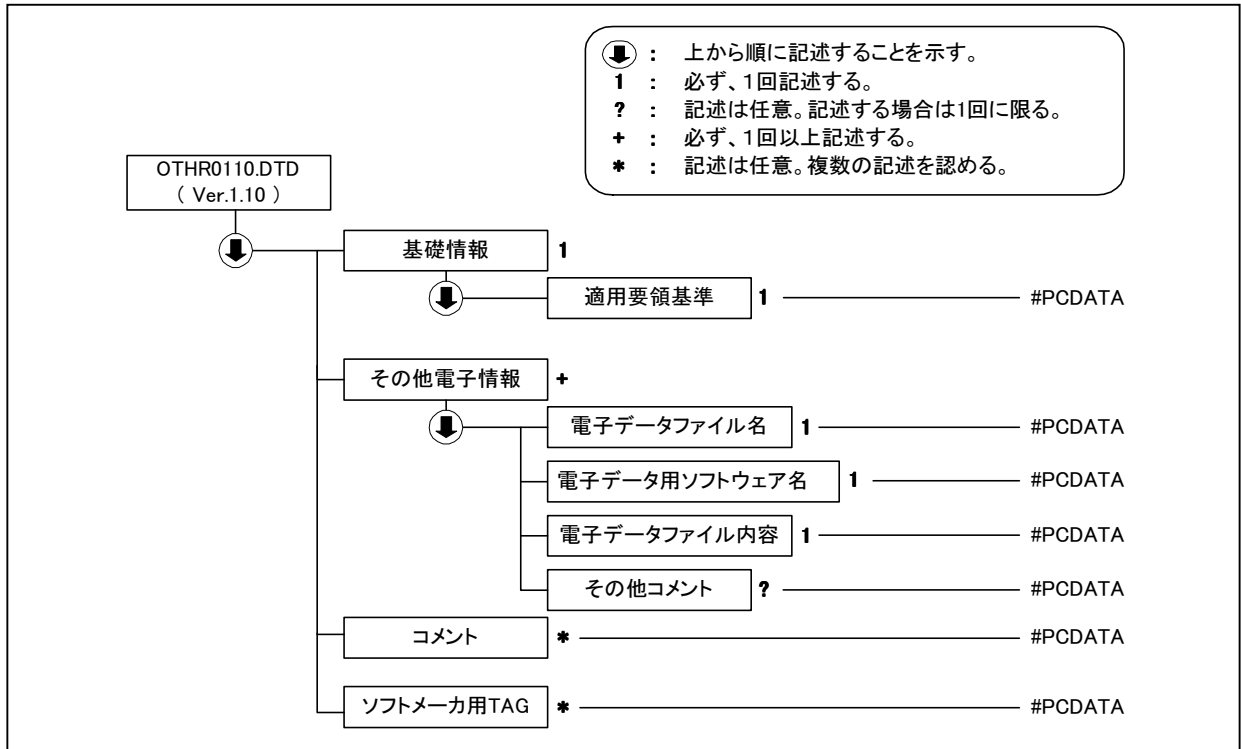 : 上から順に記述することを示す。
1 : 必ず、1回記述する。
? : 記述は任意。記述する場合は1回に限る。
+ : 必ず、1回以上記述する。
* : 記述は任意。複数の記述を認める。
OTHR0110.DTD
( Ver.1.10 )
基礎情報 1
適用要領基準 1 #PCDATA
その他電子情報 +
電子データファイル名 1 #PCDATA
電子データ用ソフトウェア名 1 #PCDATA
電子データファイル内容 1 #PCDATA
その他コメント ? #PCDATA
コメント * #PCDATA
ソフトメーカ用TAG * #PCDATA